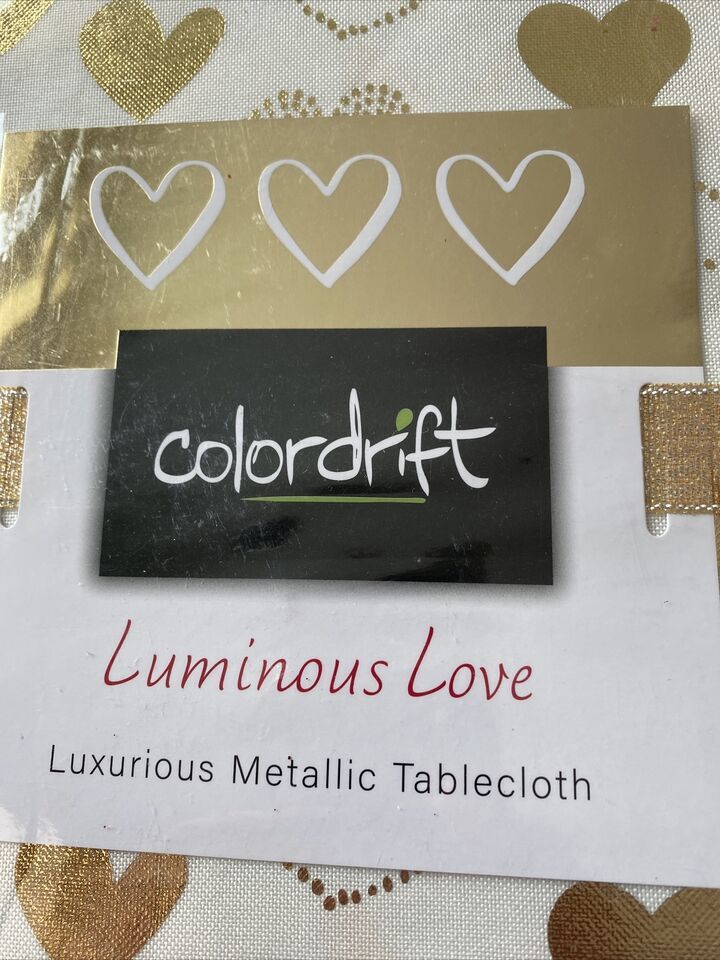 colordrift
Luminous Love
Luxurious Metallic Tablecloth